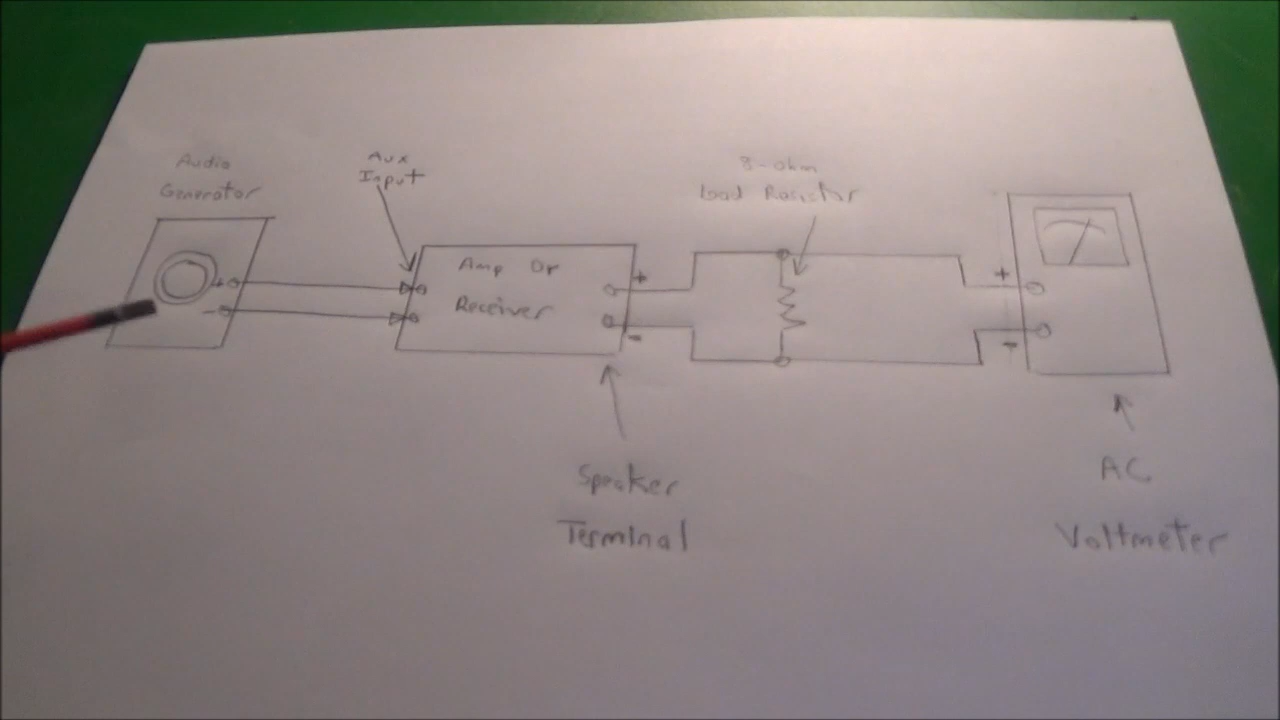 Audio
Generator
Aux
Input
8-ohm
Load Resistor
Amp Or
Receiver
+
-
+
-
+
-
Speaker
Terminal
AC
Voltmeter